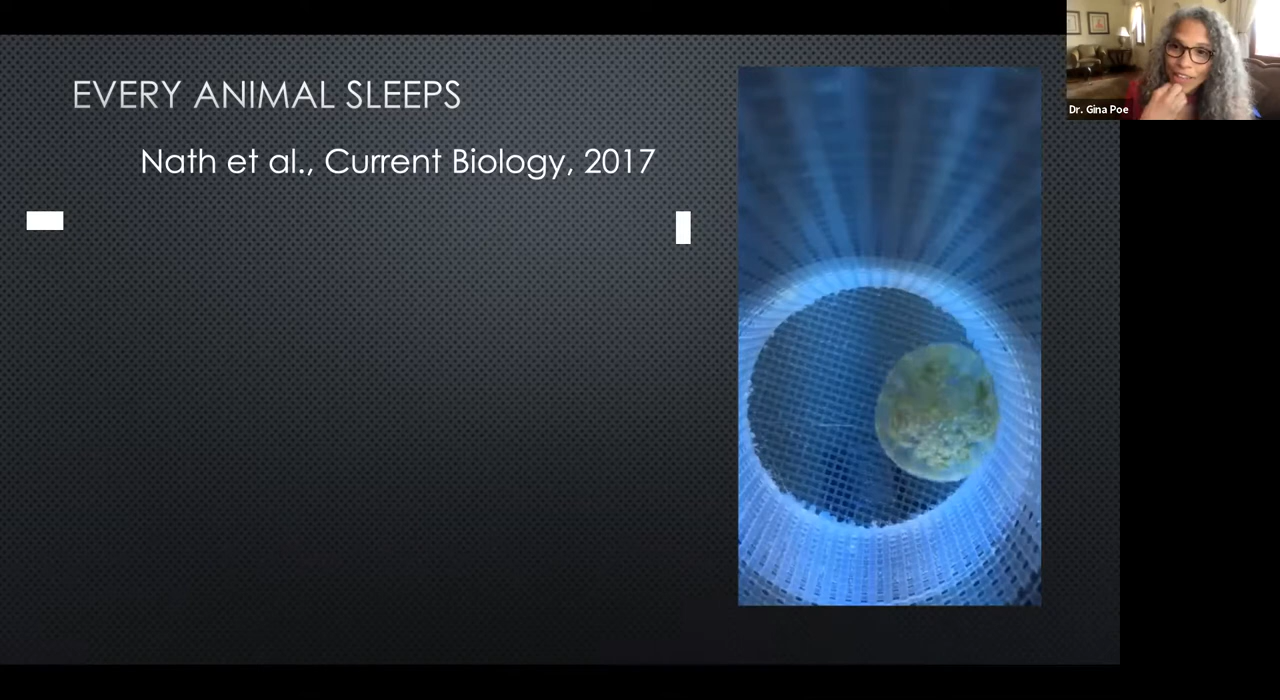 EVERY ANIMAL SLEEPS
Nath et al., Current Biology, 2017
Dr. Gina Poe